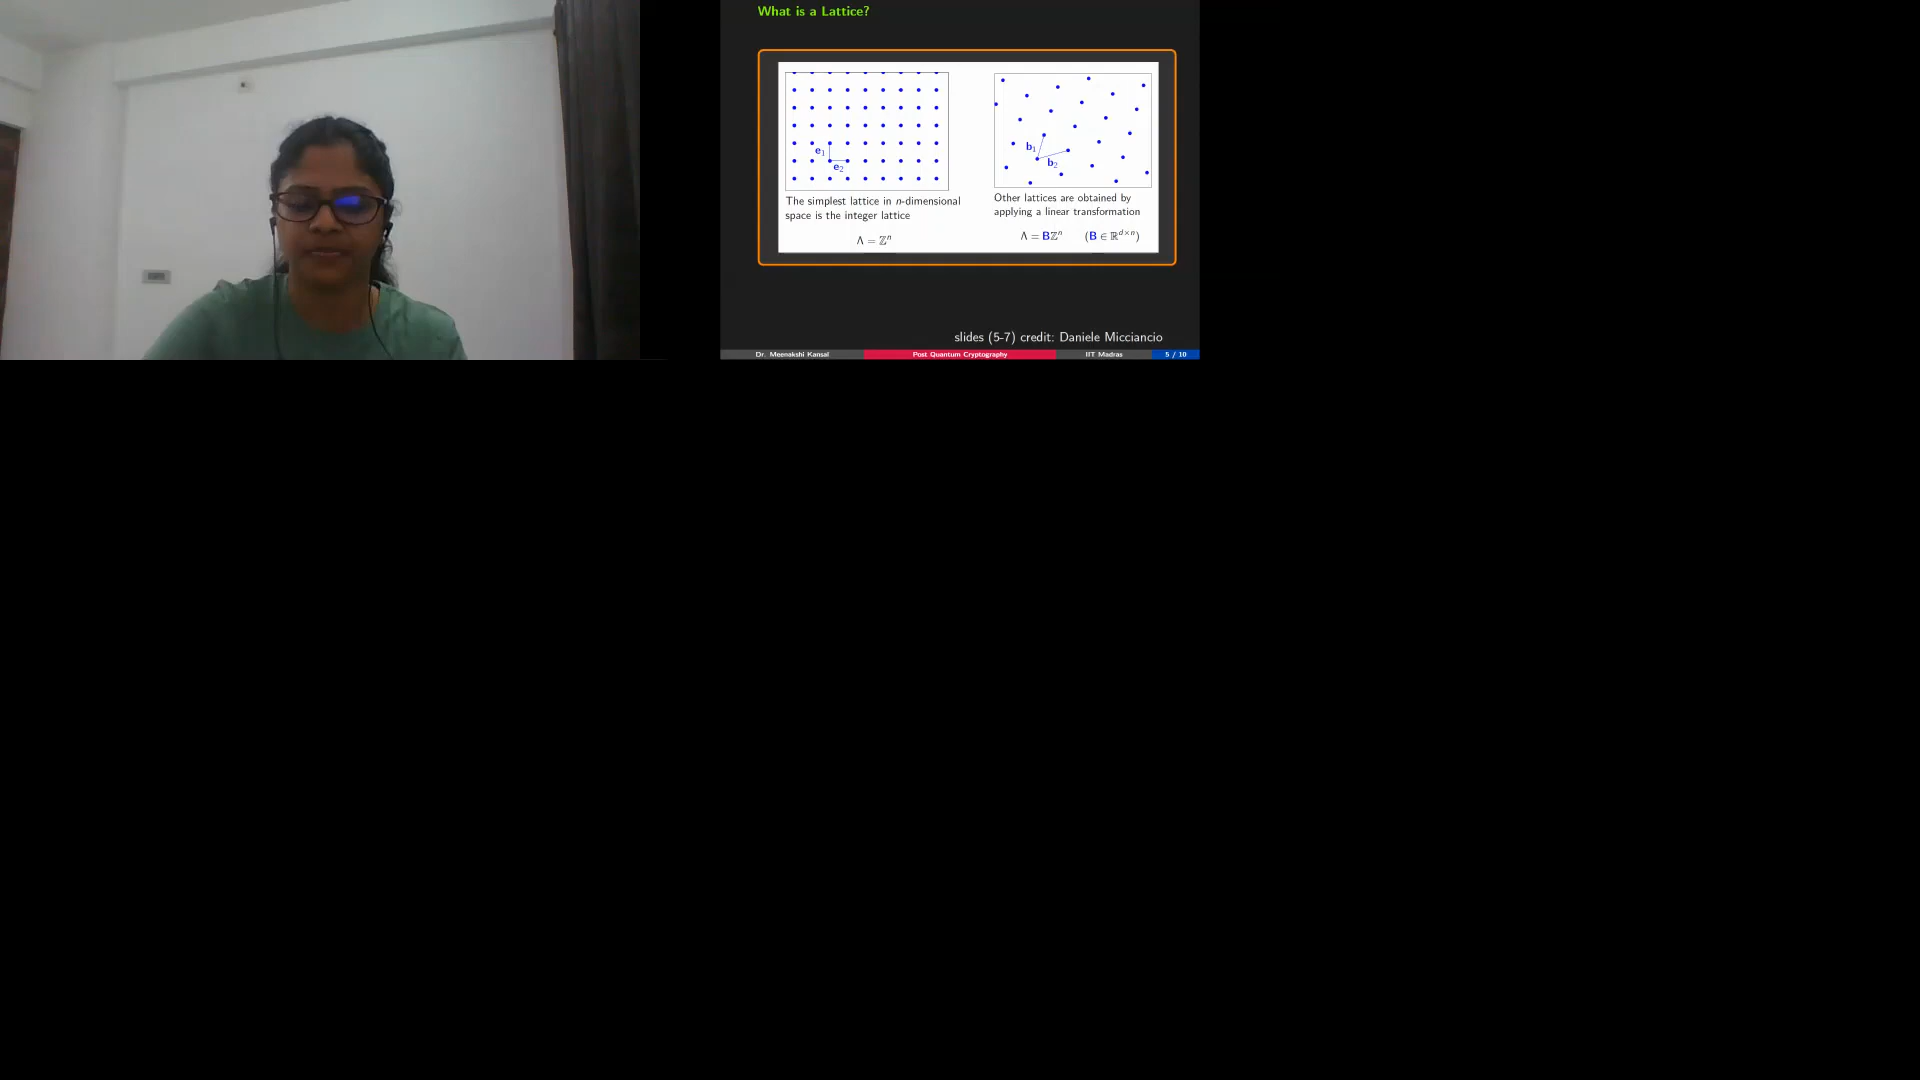 What is a Lattice?
e₁
e₂
The simplest lattice in n-dimensional
space is the integer lattice
Λ = ℤⁿ
b₁
b₂
Other lattices are obtained by
applying a linear transformation
Λ = Bℤⁿ (B ∈ ℝᵈˣⁿ)
slides (5-7) credit: Daniele Micciancio
Dr. Meenakshi Kansal Post Quantum Cryptography IIT Madras 5 / 10